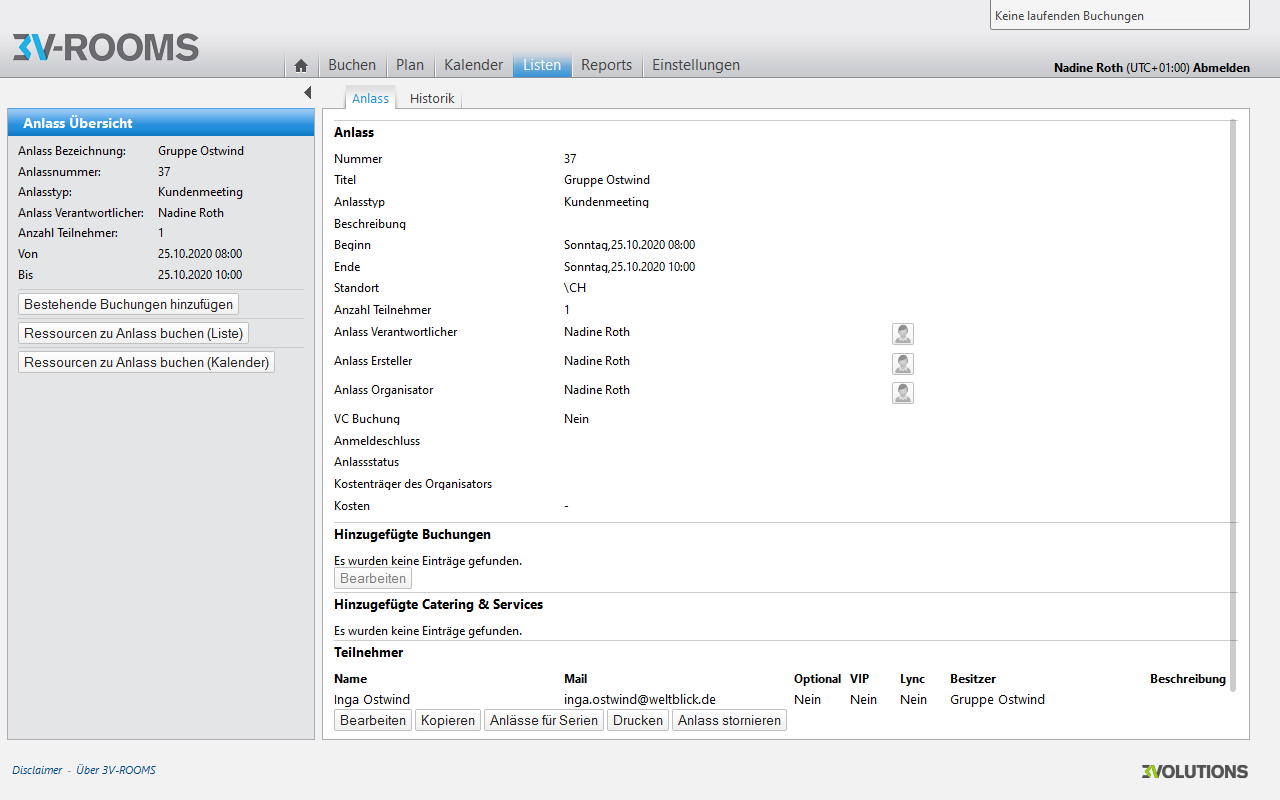 Keine laufenden Buchungen
3V-ROOMS
Buchen Plan Kalender Listen Reports Einstellungen
Nadine Roth (UTC+01:00) Abmelden
Anlass Historik
Anlass Übersicht
Anlass Bezeichnung: Gruppe Ostwind
Anlassnummer: 37
Anlasstyp: Kundenmeeting
Anlass Verantwortlicher: Nadine Roth
Anzahl Teilnehmer: 1
Von 25.10.2020 08:00
Bis 25.10.2020 10:00
Bestehende Buchungen hinzufügen
Ressourcen zu Anlass buchen (Liste)
Ressourcen zu Anlass buchen (Kalender)
Anlass
Nummer 37
Titel Gruppe Ostwind
Anlasstyp Kundenmeeting
Beschreibung
Beginn Sonntag,25.10.2020 08:00
Ende Sonntag,25.10.2020 10:00
Standort \CH
Anzahl Teilnehmer 1
Anlass Verantwortlicher Nadine Roth
Anlass Ersteller Nadine Roth
Anlass Organisator Nadine Roth
VC Buchung Nein
Anmeldeschluss
Anlassstatus
Kostenträger des Organisators
Kosten -
Hinzugefügte Buchungen
Es wurden keine Einträge gefunden.
Bearbeiten
Hinzugefügte Catering & Services
Es wurden keine Einträge gefunden.
Teilnehmer
Name Mail Optional VIP Lync Besitzer Beschreibung
Inga Ostwind inga.ostwind@weltblick.de Nein Nein Nein Gruppe Ostwind
Bearbeiten Kopieren Anlässe für Serien Drucken Anlass stornieren
Disclaimer - Über 3V-ROOMS
3VOLUTIONS